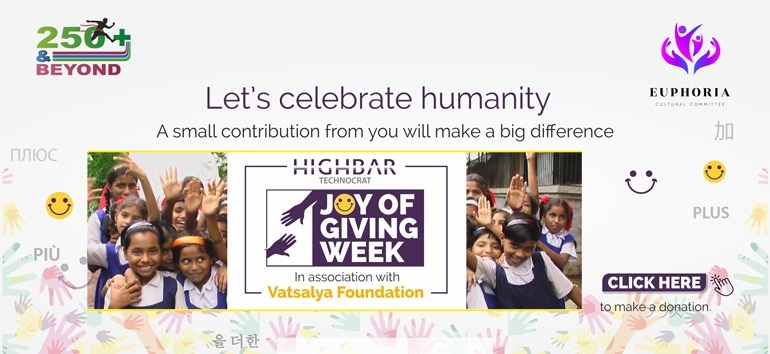 250+
& BEYOND
EUPHORIA
CULTURAL COMMITTEE
Let's celebrate humanity
A small contribution from you will make a big difference
加
ПЛЮС
HIGHBAR
TECHNOCRAT
JOY OF
GIVING
WEEK
In association with
Vatsalya Foundation
PLUS
PIÙ
CLICK HERE
to make a donation.
을 더한